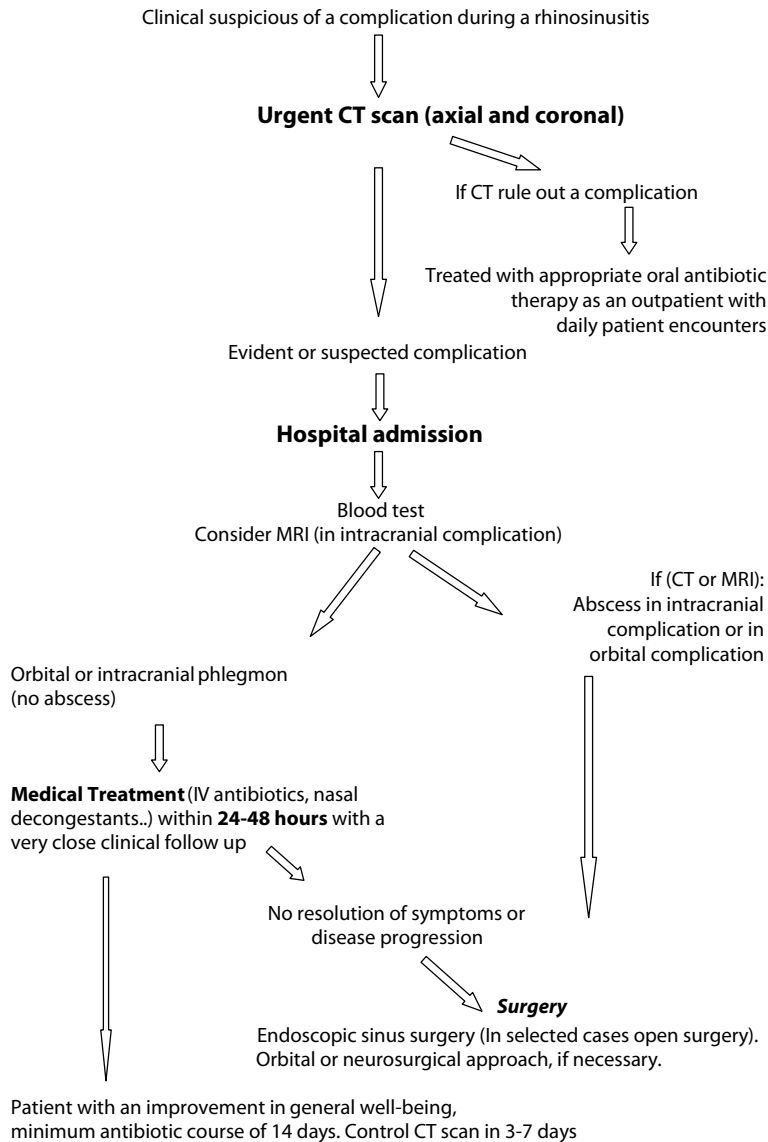 Clinical suspicious of a complication during a rhinosinusitis
Urgent CT scan (axial and coronal)
If CT rule out a complication
Treated with appropriate oral antibiotic
therapy as an outpatient with
daily patient encounters
Evident or suspected complication
Hospital admission
Blood test
Consider MRI (in intracranial complication)
If (CT or MRI):
Abscess in intracranial
complication or in
orbital complication
Orbital or intracranial phlegmon
(no abscess)
Medical Treatment (IV antibiotics, nasal
decongestants..) within 24-48 hours with a
very close clinical follow up
No resolution of symptoms or
disease progression
Surgery
Endoscopic sinus surgery (In selected cases open surgery).
Orbital or neurosurgical approach, if necessary.
Patient with an improvement in general well-being,
minimum antibiotic course of 14 days. Control CT scan in 3-7 days